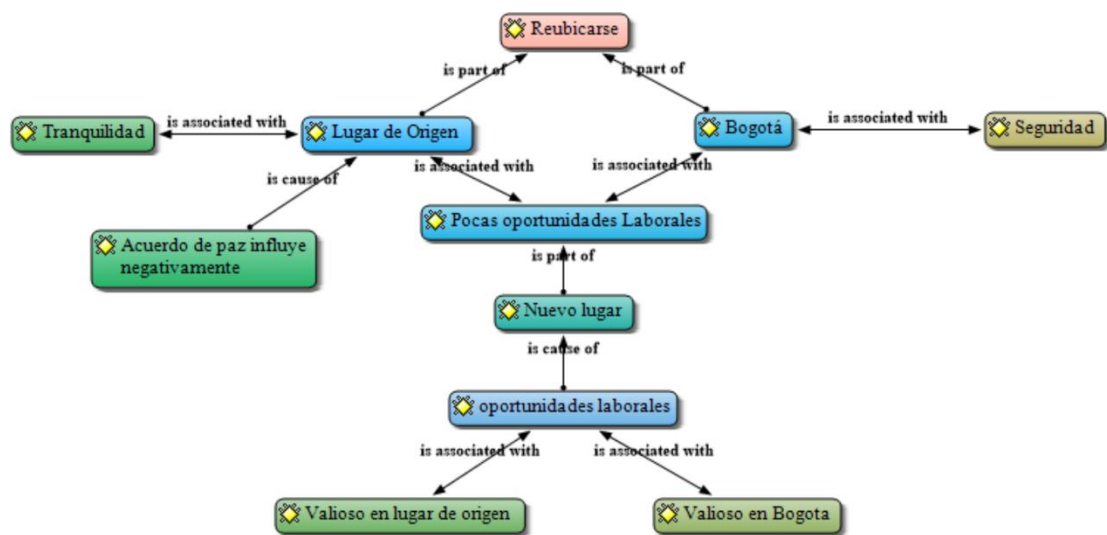 Reubicarse
is part of
is part of
Tranquilidad
is associated with
Lugar de Origen
Bogotá
is associated with
Seguridad
is cause of
is associated with
is associated with
Pocas oportunidades Laborales
Acuerdo de paz influye
negativamente
is part of
Nuevo lugar
is cause of
oportunidades laborales
is associated with
is associated with
Valioso en lugar de origen
Valioso en Bogota